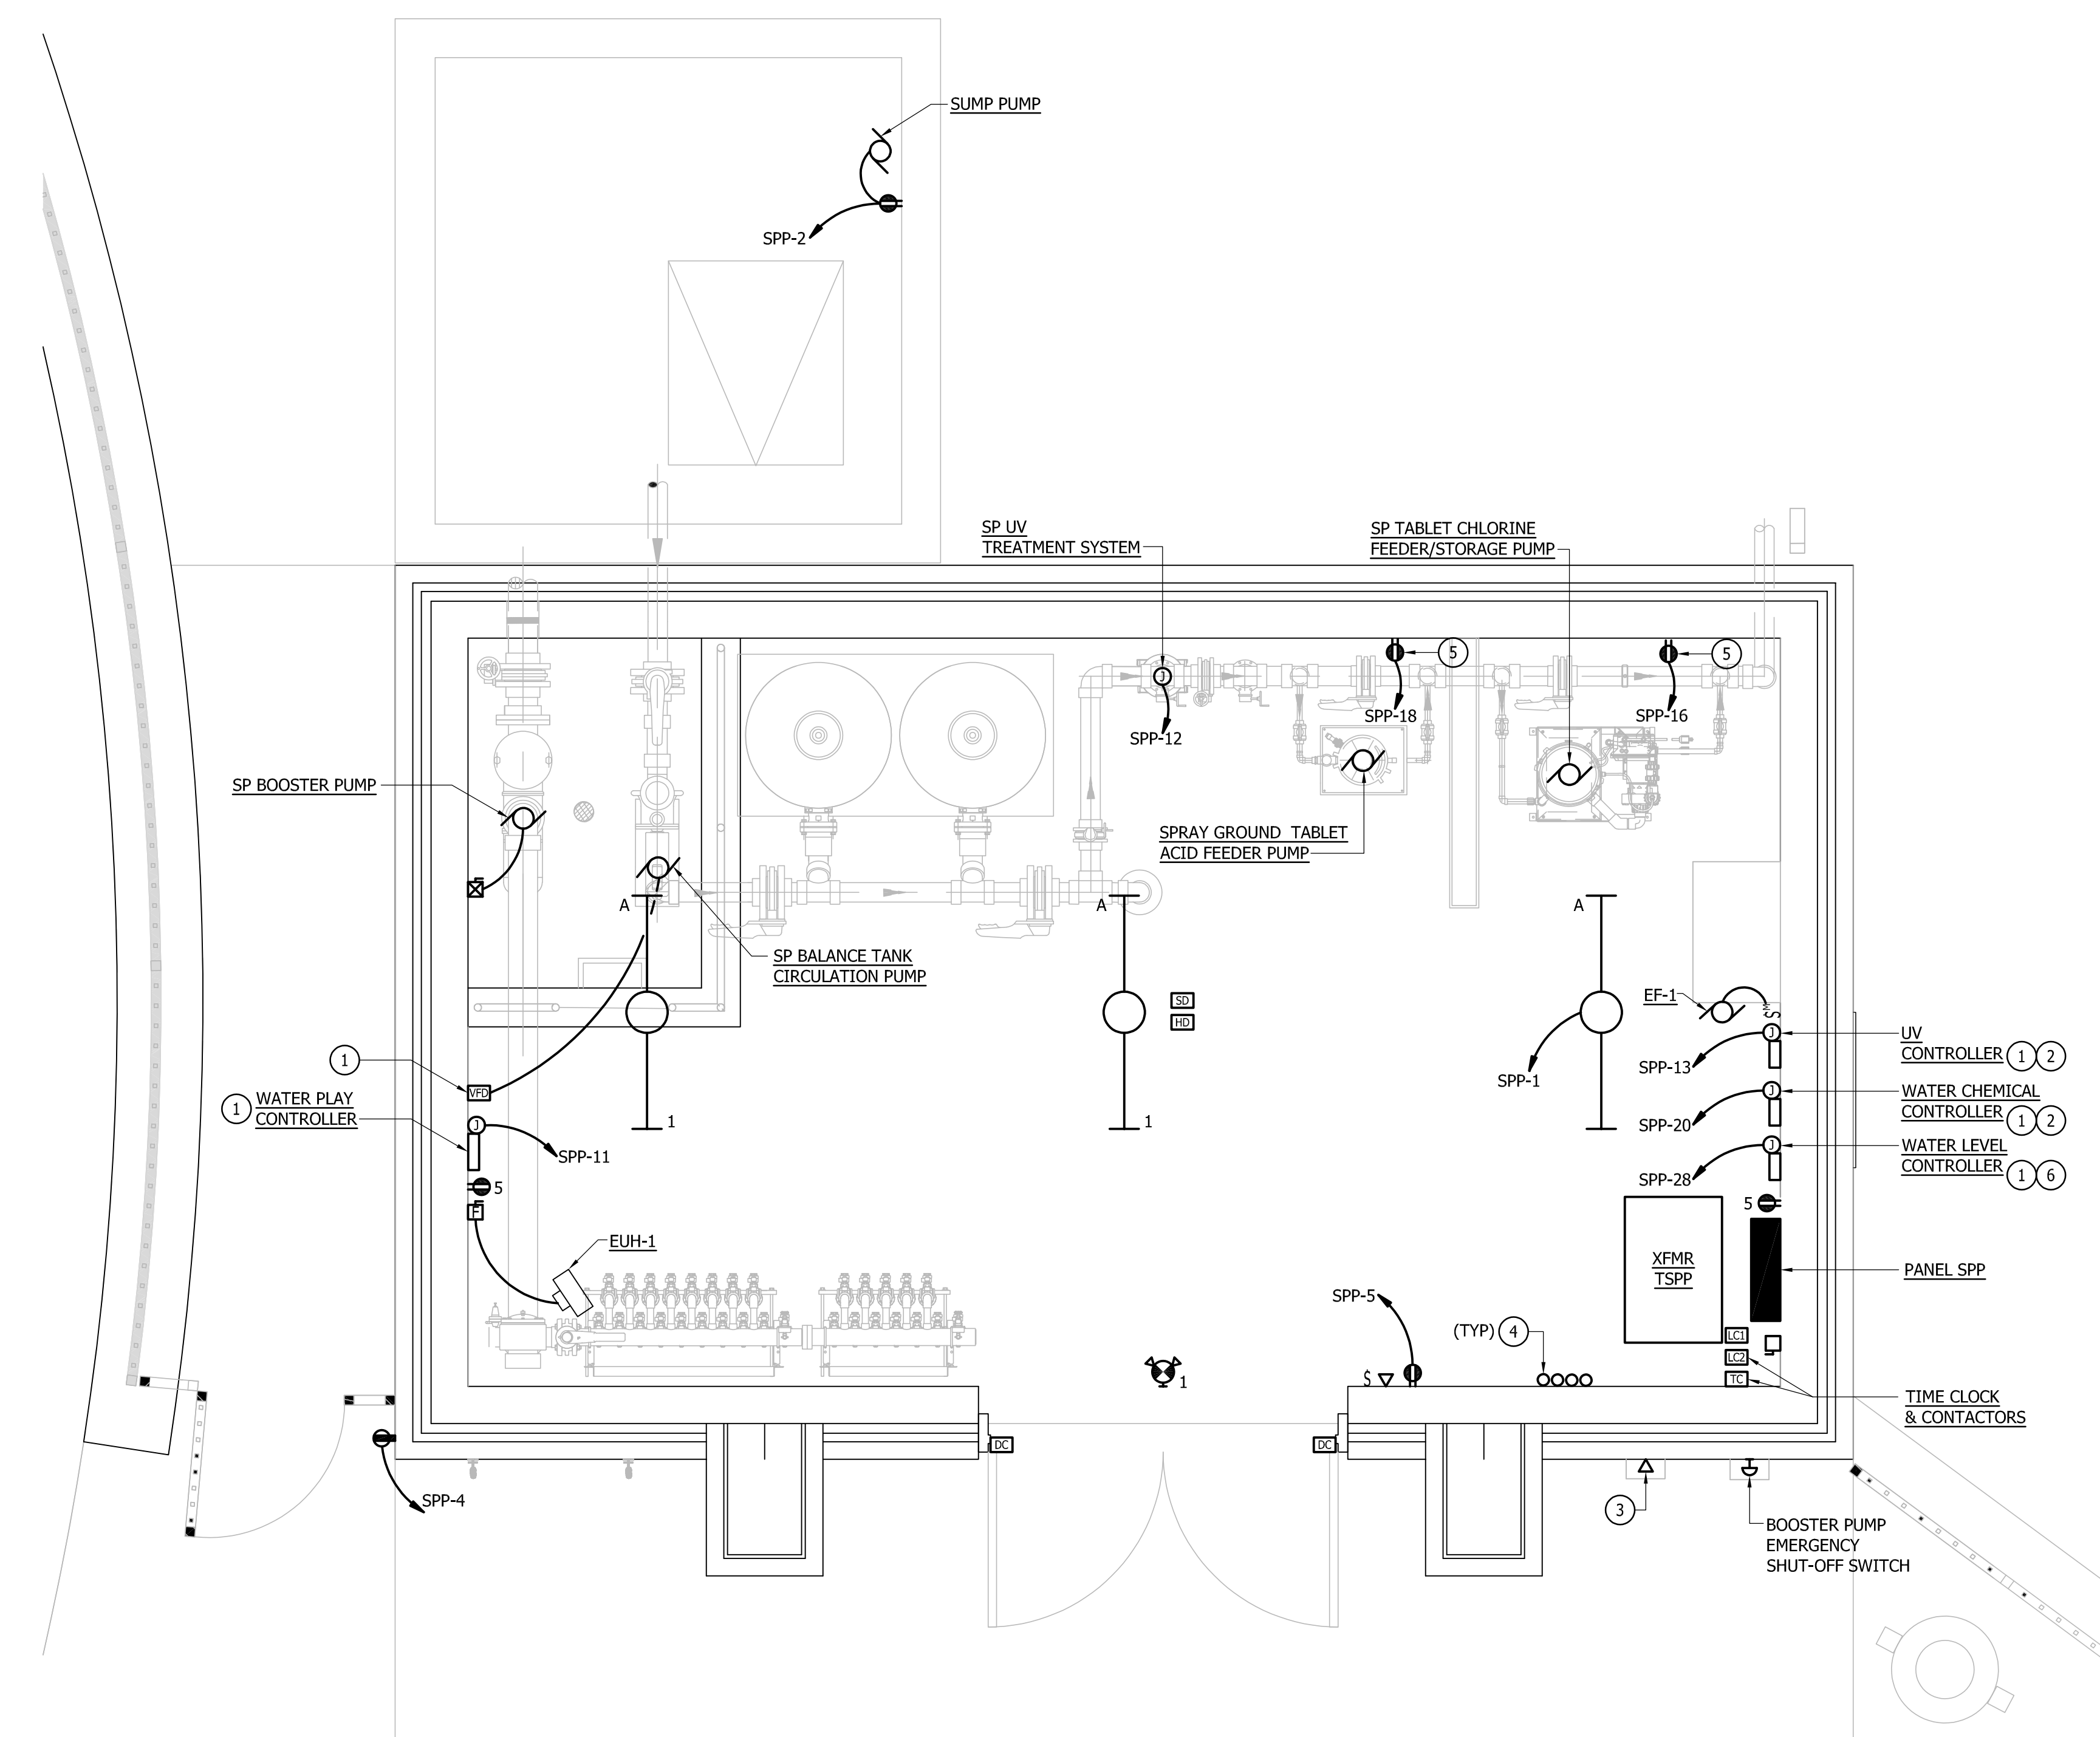 SUMP PUMP
SPP-2
SP UV
TREATMENT SYSTEM
SP TABLET CHLORINE
FEEDER/STORAGE PUMP
J
5
5
SPP-18
SPP-16
SPP-12
SP BOOSTER PUMP
SPRAY GROUND TABLET
ACID FEEDER PUMP
A
A
A
SP BALANCE TANK
CIRCULATION PUMP
EF-1
$M
SD
HD
1
VFD
SPP-1
J
SPP-13
UV
CONTROLLER 1 2
1 WATER PLAY
CONTROLLER
J
SPP-11
1
1
J
SPP-20
WATER CHEMICAL
CONTROLLER 1 2
J
SPP-28
WATER LEVEL
CONTROLLER 1 6
5
F
5
EUH-1
XFMR
TSPP
PANEL SPP
SPP-5
(TYP) 4
LC1
LC2
TC
1
$
TIME CLOCK
& CONTACTORS
DC
DC
SPP-4
3
BOOSTER PUMP
EMERGENCY
SHUT-OFF SWITCH